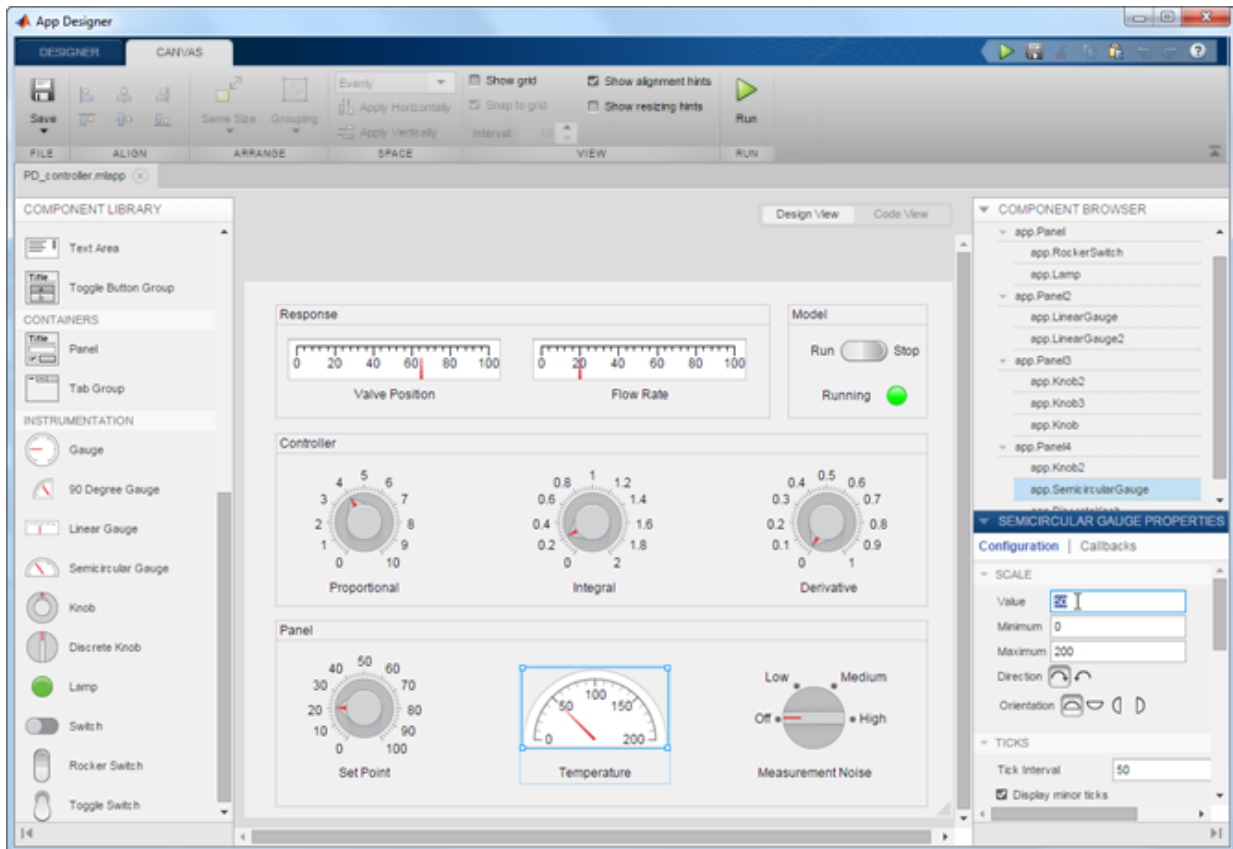 App Designer
DESIGNER CANVAS
Save
Same Size Grouping
Evenly
Apply Horizontally
Apply Vertically
Show grid
Snap to grid
Interval: 10
Show alignment hints
Show resizing hints
Run
FILE ALIGN ARRANGE SPACE VIEW RUN
PD_controller.mlapp
COMPONENT LIBRARY
Text Area
Title
Toggle Button Group
CONTAINERS
Title
Panel
Tab Group
INSTRUMENTATION
Gauge
90 Degree Gauge
Linear Gauge
Semicircular Gauge
Knob
Discrete Knob
Lamp
Switch
Rocker Switch
Toggle Switch
Design View Code View
Response
0 20 40 60 80 100
Valve Position
0 20 40 60 80 100
Flow Rate
Model
Run Stop
Running
Controller
0 1 2 3 4 5 6 7 8 9 10
Proportional
0 0.2 0.4 0.6 0.8 1 1.2 1.4 1.6 1.8 2
Integral
0 0.1 0.2 0.3 0.4 0.5 0.6 0.7 0.8 0.9 1
Derivative
Panel
0 10 20 30 40 50 60 70 80 90 100
Set Point
0 50 100 150 200
Temperature
Off Low Medium High
Measurement Noise
COMPONENT BROWSER
app.Panel
app.RockerSwitch
app.Lamp
app.Panel2
app.LinearGauge
app.LinearGauge2
app.Panel3
app.Knob2
app.Knob3
app.Knob
app.Panel4
app.Knob2
app.SemicircularGauge
app.DiscreteKnob
SEMICIRCULAR GAUGE PROPERTIES
Configuration | Callbacks
SCALE
Value 50
Minimum 0
Maximum 200
Direction
Orientation
TICKS
Tick Interval 50
Display minor ticks